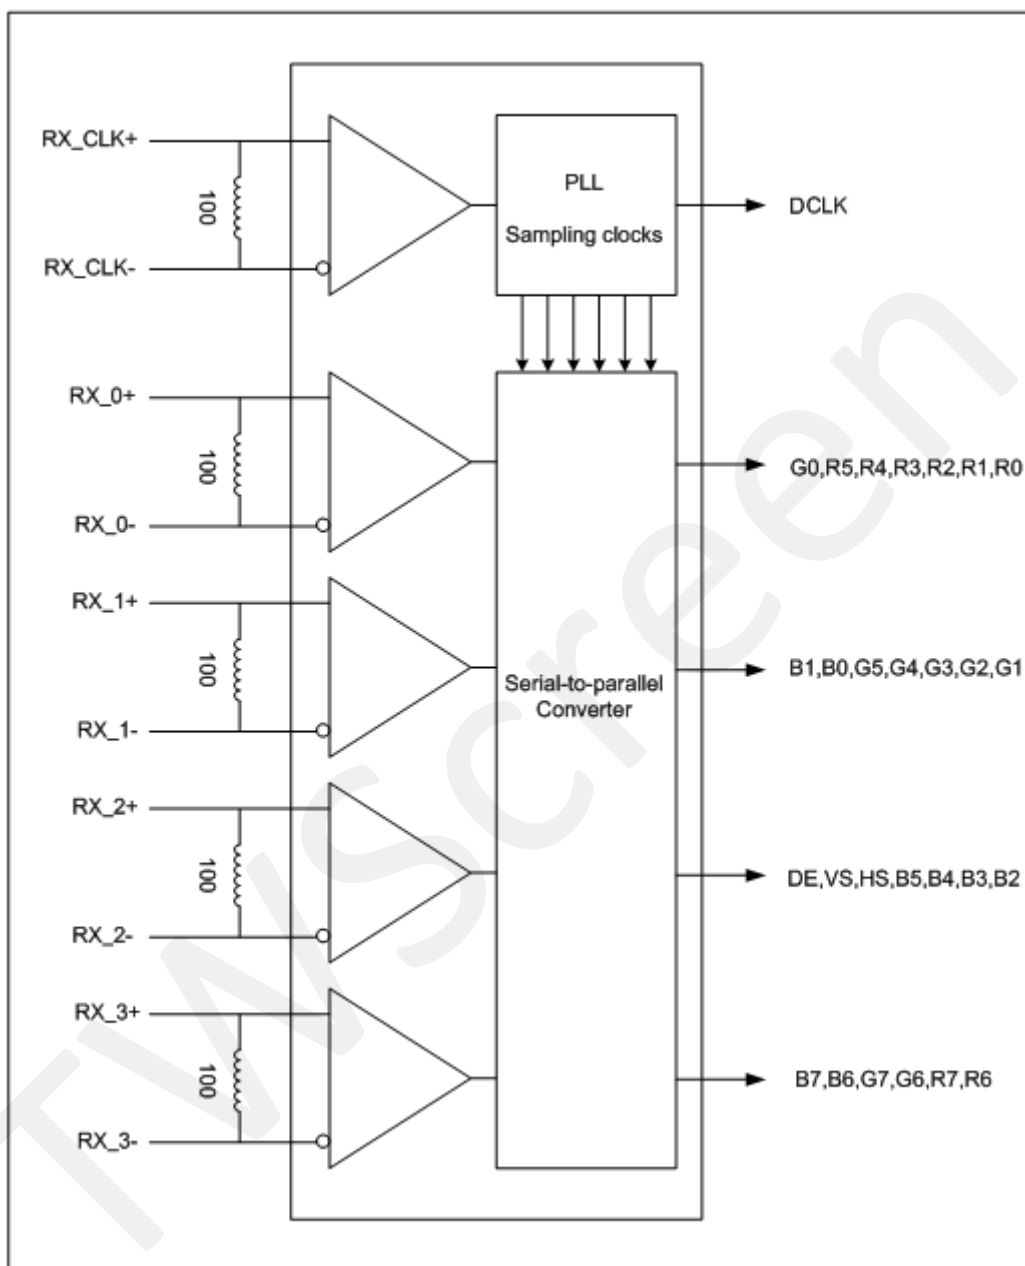 RX_CLK+
100
RX_CLK-
PLL
Sampling clocks
DCLK
RX_0+
100
RX_0-
G0,R5,R4,R3,R2,R1,R0
RX_1+
100
RX_1-
Serial-to-parallel
Converter
B1,B0,G5,G4,G3,G2,G1
RX_2+
100
RX_2-
DE,VS,HS,B5,B4,B3,B2
RX_3+
100
RX_3-
B7,B6,G7,G6,R7,R6
TWScreen